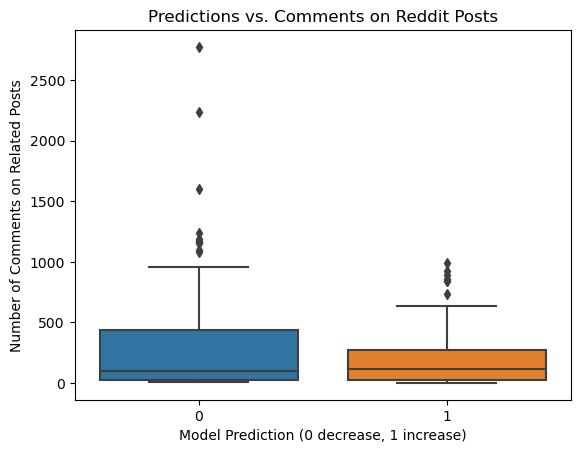 Predictions vs. Comments on Reddit Posts
Number of Comments on Related Posts
2500
2000
1500
1000
500
0
0 1
Model Prediction (0 decrease, 1 increase)